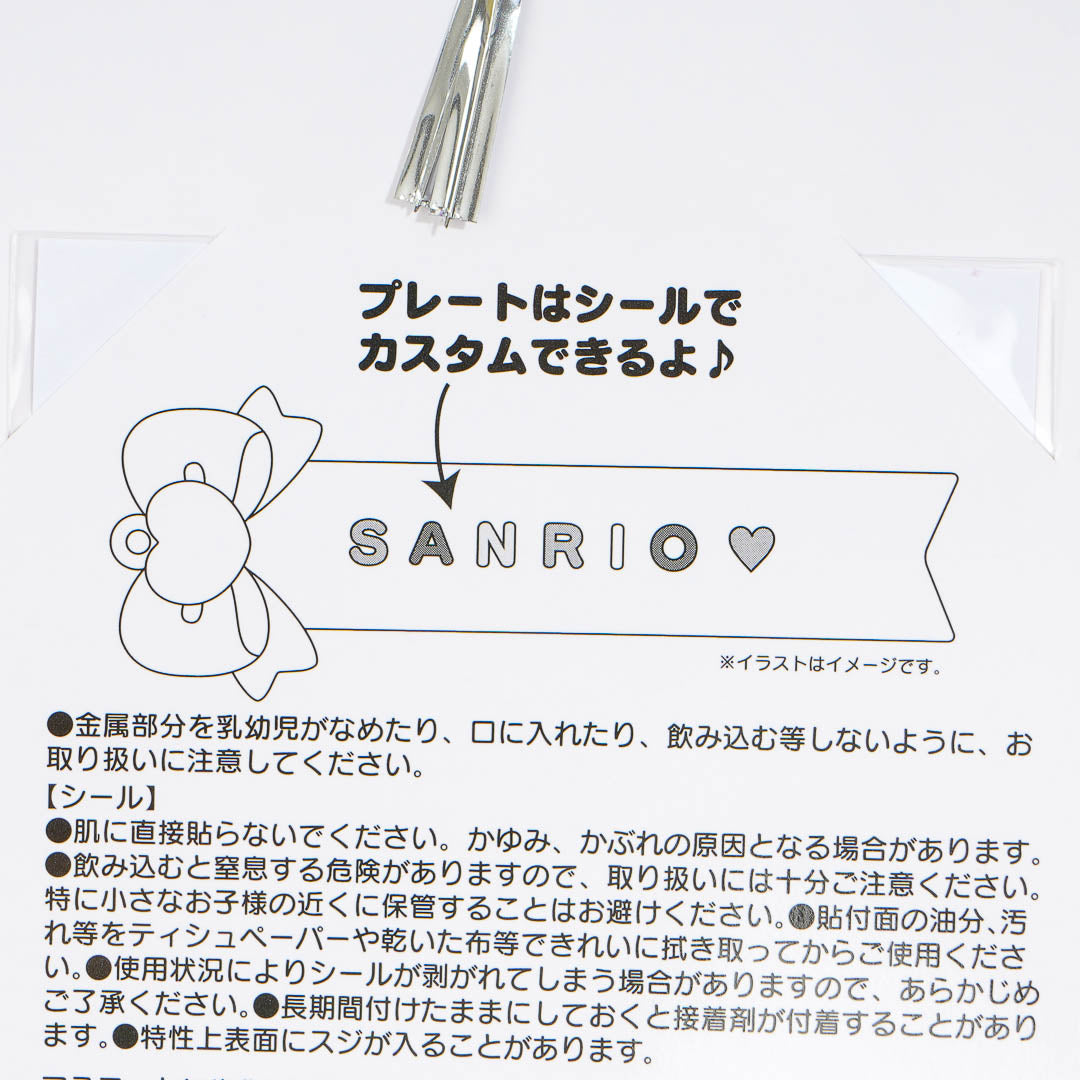 プレートはシールで
カスタムできるよ♪
SANRIO♥
※イラストはイメージです。
●金属部分を乳幼児がなめたり、口に入れたり、飲み込む等しないように、お
取り扱いに注意してください。
【シール】
●肌に直接貼らないでください。かゆみ、かぶれの原因となる場合があります。
●飲み込むと窒息する危険がありますので、取り扱いには十分ご注意ください。
特に小さなお子様の近くに保管することはお避けください。●貼付面の油分、汚
れ等をティシュペーパーや乾いた布等できれいに拭き取ってからご使用くださ
い。●使用状況によりシールが剥がれてしまう場合がありますので、あらかじめ
ご了承ください。●長期間付けたままにしておくと接着剤が付着することがあり
ます。●特性上表面にスジが入ることがあります。